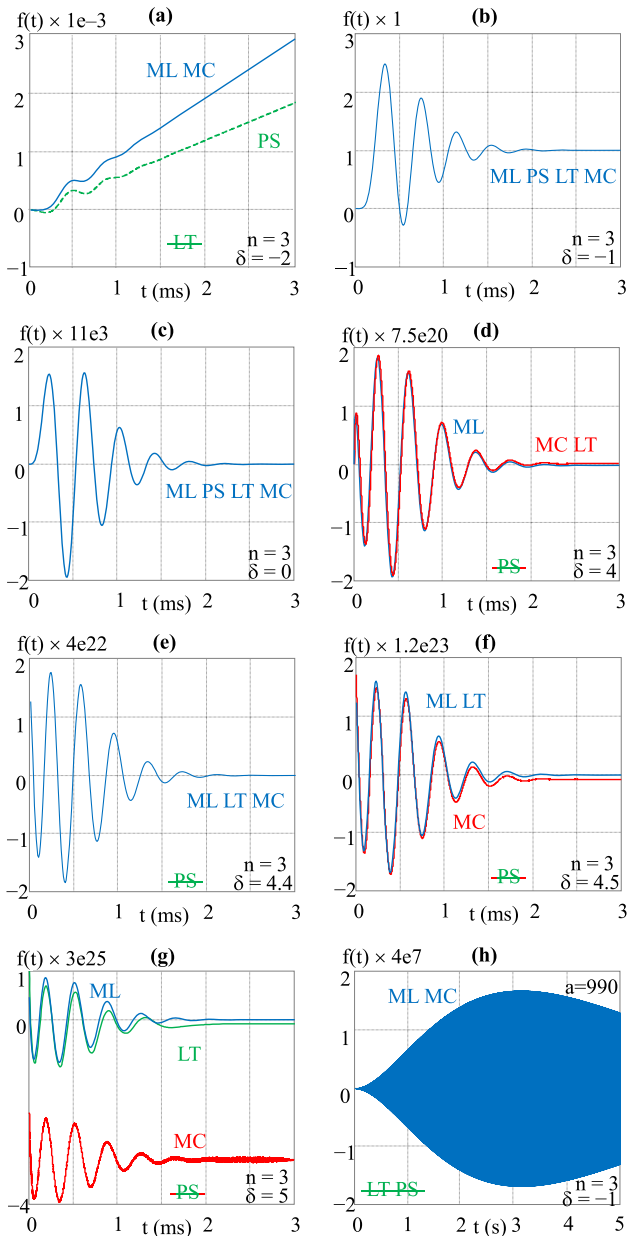 f(t) × 1e−3 (a)
3
2
1
0
−1
ML MC
PS
LT
n = 3
δ = −2
0 1 2 3
t (ms)
f(t) × 1 (b)
3
2
1
0
−1
ML PS LT MC
n = 3
δ = −1
0 1 2 3
t (ms)
f(t) × 11e3 (c)
2
1
0
−1
−2
ML PS LT MC
n = 3
δ = 0
0 1 2 3
t (ms)
f(t) × 7.5e20 (d)
2
1
0
−1
−2
ML
MC LT
PS
n = 3
δ = 4
0 1 2 3
t (ms)
f(t) × 4e22 (e)
2
1
0
−1
−2
ML LT MC
PS
n = 3
δ = 4.4
0 1 2 3
t (ms)
f(t) × 1.2e23 (f)
2
1
0
−1
−2
ML LT
MC
PS
n = 3
δ = 4.5
0 1 2 3
t (ms)
f(t) × 3e25 (g)
0
−4
ML
LT
MC
PS
n = 3
δ = 5
0 1 2 3
t (ms)
f(t) × 4e7 (h)
2
1
0
−1
−2
ML MC
a=990
LT PS
n = 3
δ = −1
0 1 2 3 4 5
t (s)